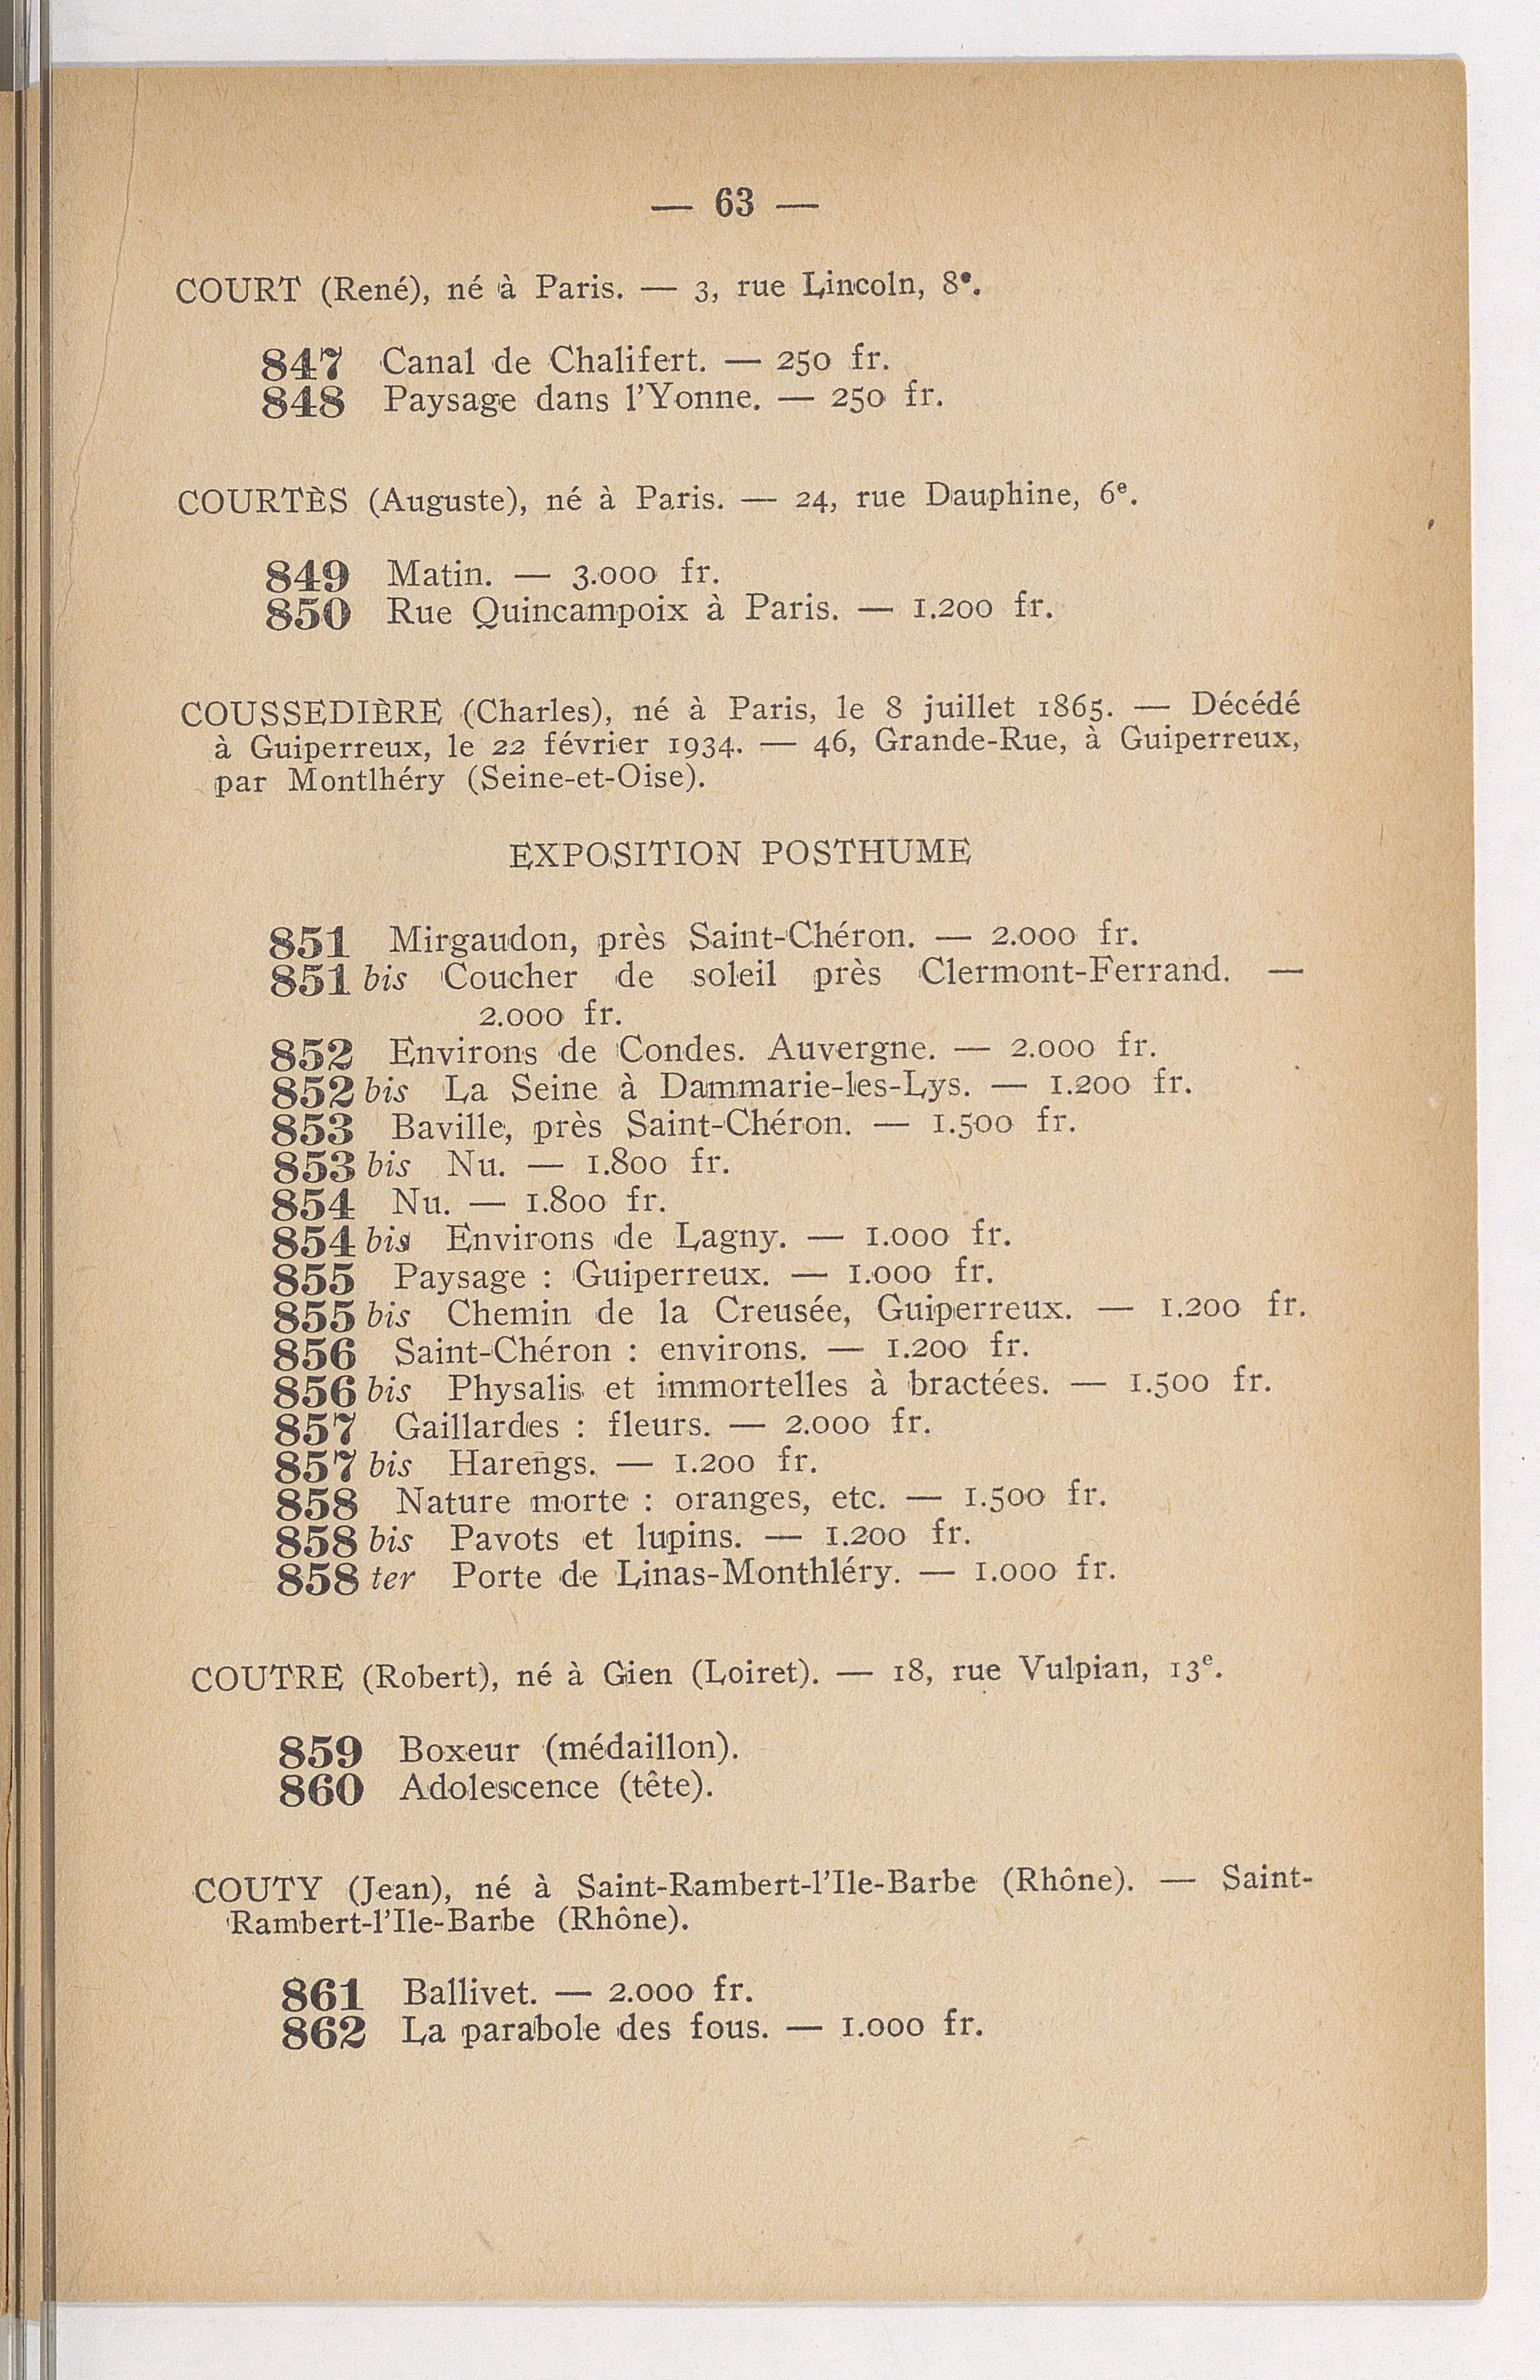 — 63 —
COURT (René), né à Paris. — 3, rue Lincoln, 8e.
847 Canal de Chalifert. — 250 fr.
848 Paysage dans l'Yonne. — 250 fr.
COURTÈS (Auguste), né à Paris. — 24, rue Dauphine, 6e.
849 Matin. — 3.000 fr.
850 Rue Quincampoix à Paris. — 1.200 fr.
COUSSEDIÈRE (Charles), né à Paris, le 8 juillet 1865. — Décédé
à Guiperreux, le 22 février 1934. — 46, Grande-Rue, à Guiperreux,
par Montlhéry (Seine-et-Oise).
EXPOSITION POSTHUME
851 Mirgaudon, près Saint-Chéron. — 2.000 fr.
851 bis Coucher de soleil près Clermont-Ferrand. —
2.000 fr.
852 Environs de Condes. Auvergne. — 2.000 fr.
852 bis La Seine à Dammarie-les-Lys. — 1.200 fr.
853 Baville, près Saint-Chéron. — 1.500 fr.
853 bis Nu. — 1.800 fr.
854 Nu. — 1.800 fr.
854 bis Environs de Lagny. — 1.000 fr.
855 Paysage : Guiperreux. — 1.000 fr.
855 bis Chemin de la Creusée, Guiperreux. — 1.200 fr.
856 Saint-Chéron : environs. — 1.200 fr.
856 bis Physalis et immortelles à bractées. — 1.500 fr.
857 Gaillardes : fleurs. — 2.000 fr.
857 bis Harengs. — 1.200 fr.
858 Nature morte : oranges, etc. — 1.500 fr.
858 bis Pavots et lupins. — 1.200 fr.
858 ter Porte de Linas-Monthléry. — 1.000 fr.
COUTRE (Robert), né à Gien (Loiret). — 18, rue Vulpian, 13e.
859 Boxeur (médaillon).
860 Adolescence (tête).
COUTY (Jean), né à Saint-Rambert-l'Ile-Barbe (Rhône). — Saint-
Rambert-l'Ile-Barbe (Rhône).
861 Ballivet. — 2.000 fr.
862 La parabole des fous. — 1.000 fr.